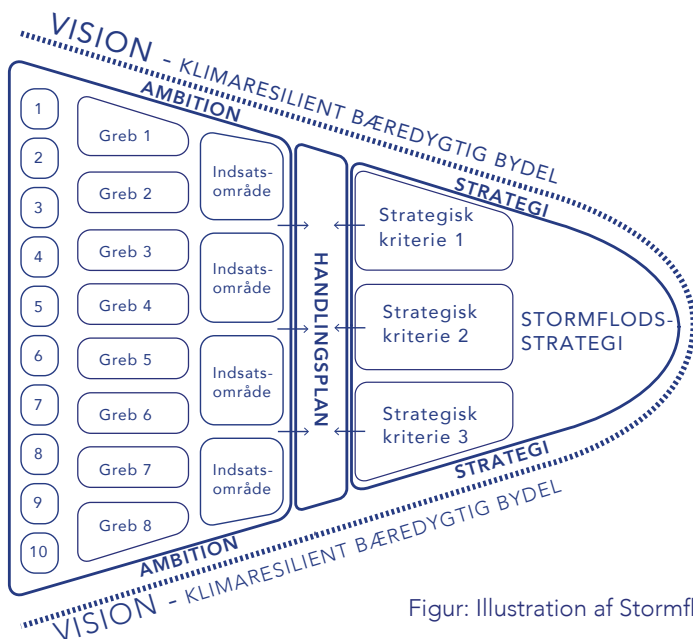 VISION - KLIMARESILIENT BÆREDYGTIG BYDEL
AMBITION
STRATEGI
1
2
3
4
5
6
7
8
9
10
Greb 1
Greb 2
Greb 3
Greb 4
Greb 5
Greb 6
Greb 7
Greb 8
Indsats-
område
Indsats-
område
Indsats-
område
Indsats-
område
HANDLINGSPLAN
Strategisk
kriterie 1
Strategisk
kriterie 2
Strategisk
kriterie 3
STORMFLODS-
STRATEGI
STRATEGI
AMBITION
VISION - KLIMARESILIENT BÆREDYGTIG BYDEL
Figur: Illustration af Stormfl